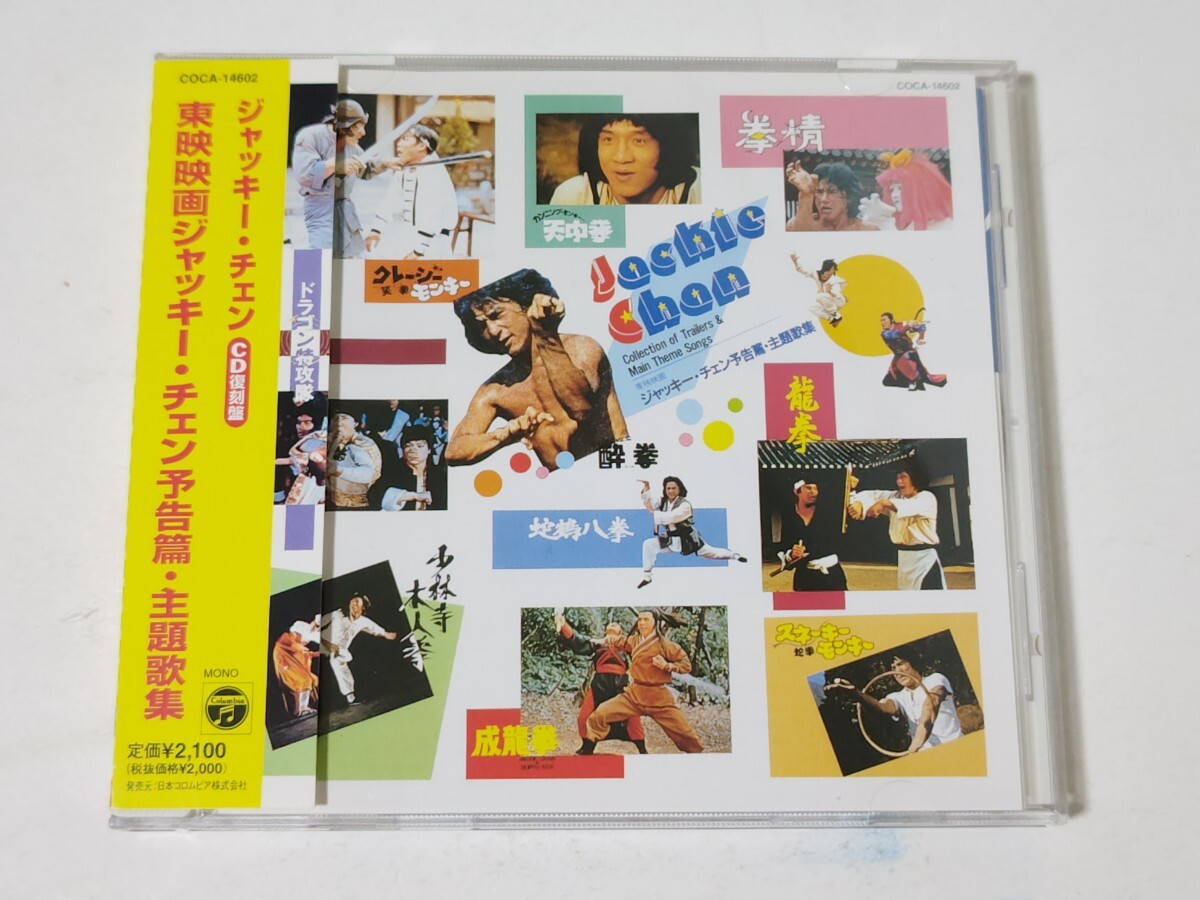 COCA-14602
ジャッキー・チェン CD復刻盤
東映映画ジャッキー・チェン予告篇・主題歌集
MONO
Columbia
定価¥2,100
(税抜価格¥2,000)
発売元:日本コロムビア株式会社
COCA-14602
クレージー
笑拳
モンキー
カンニング・モンキー
天中拳
拳・情
Jackie
Chan
Collection of Trailers &
Main Theme Songs
東映映画
ジャッキー・チェン予告篇・主題歌集
ドラゴン特攻隊
酔拳
龍拳
蛇鶴八拳
少林寺
木人拳
成龍拳
スネーキー
蛇拳
モンキー